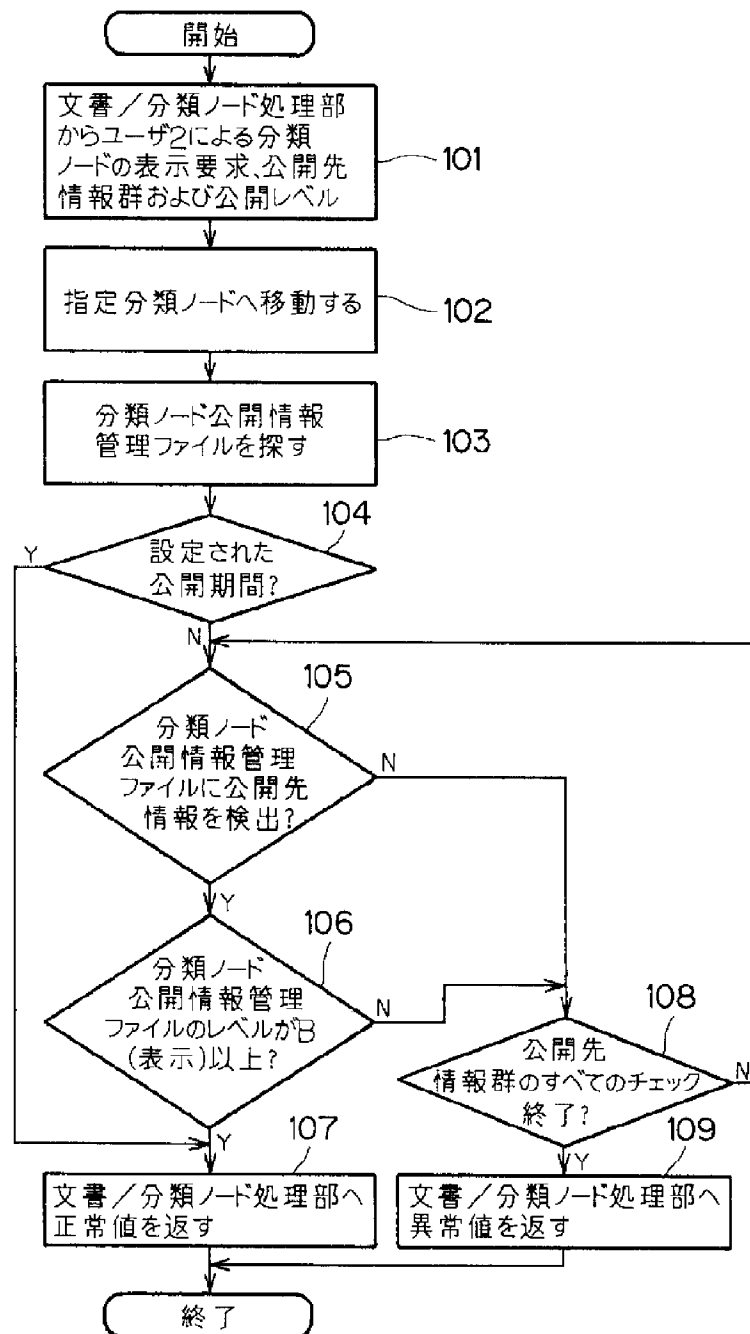 開始
文書／分類ノード処理部
からユーザ2による分類
ノードの表示要求、公開先
情報群および公開レベル
101
指定分類ノードへ移動する
102
分類ノード公開情報
管理ファイルを探す
103
104
Y
設定された
公開期間?
N
105
分類ノード
公開情報管理
ファイルに公開先
情報を検出?
N
Y
106
分類ノード
公開情報管理
ファイルのレベルがB
(表示)以上?
N
108
公開先
情報群のすべてのチェック
終了?
N
Y
107
Y
109
文書／分類ノード処理部へ
正常値を返す
文書／分類ノード処理部へ
異常値を返す
終了